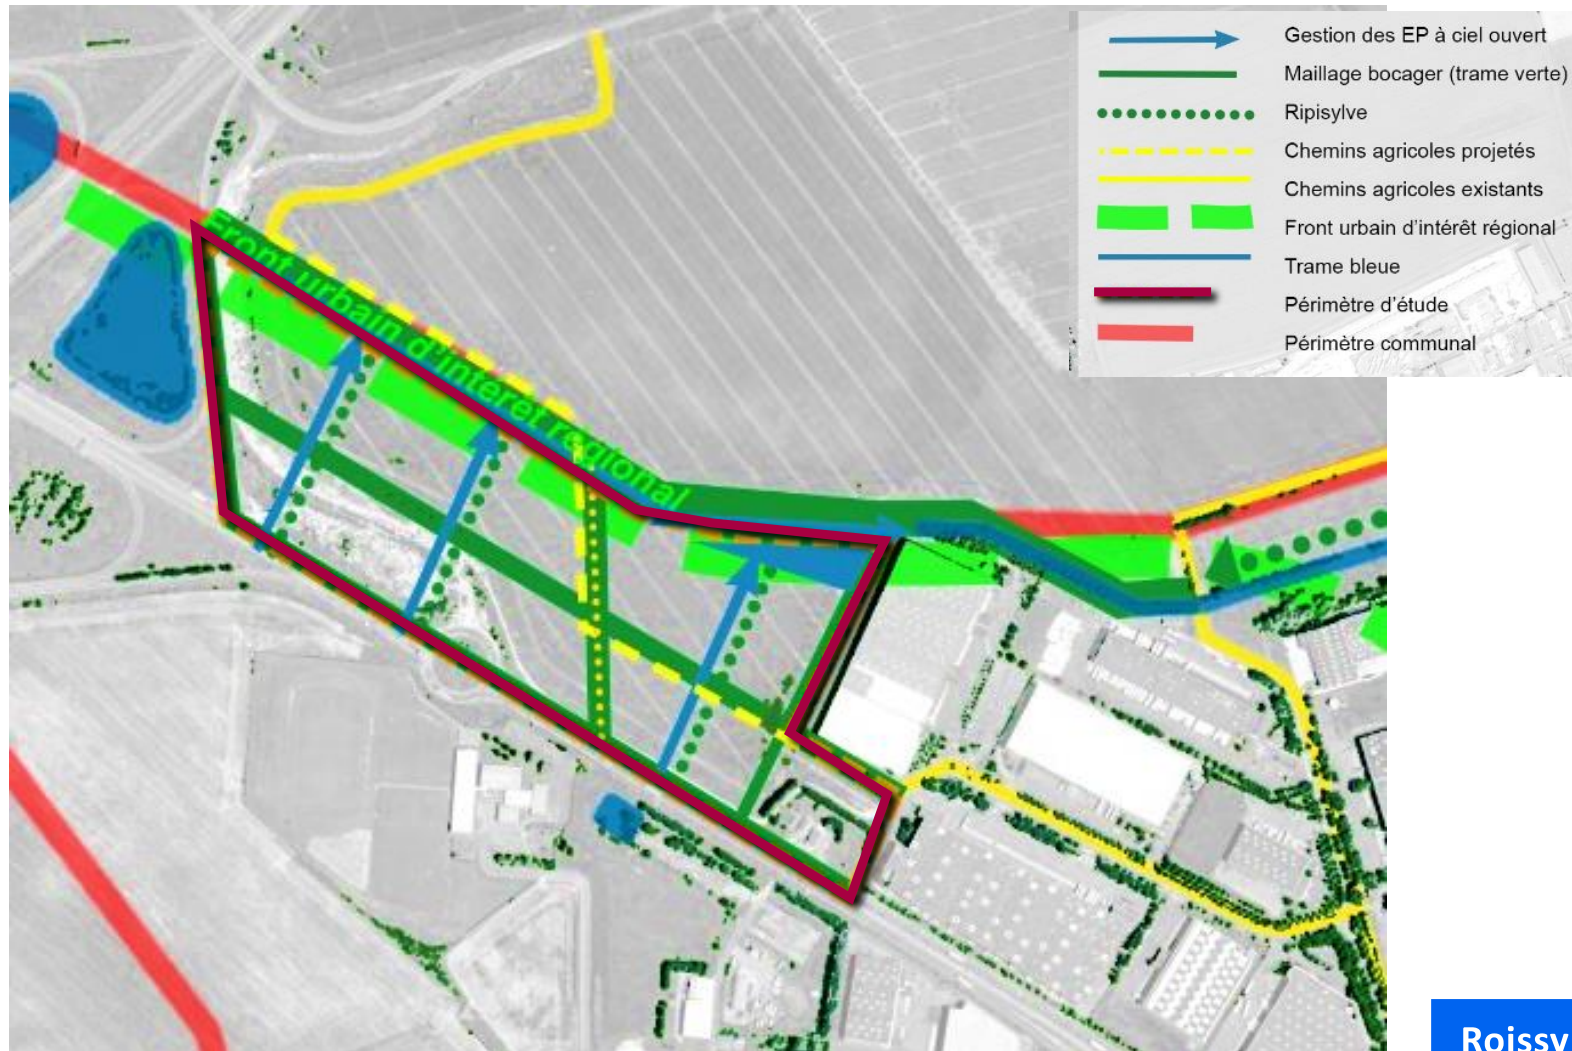 Gestion des EP à ciel ouvert
Maillage bocager (trame verte)
Ripisylve
Chemins agricoles projetés
Chemins agricoles existants
Front urbain d'intérêt régional
Trame bleue
Périmètre d'étude
Périmètre communal
Front urbain d'intérêt régional
Roissy